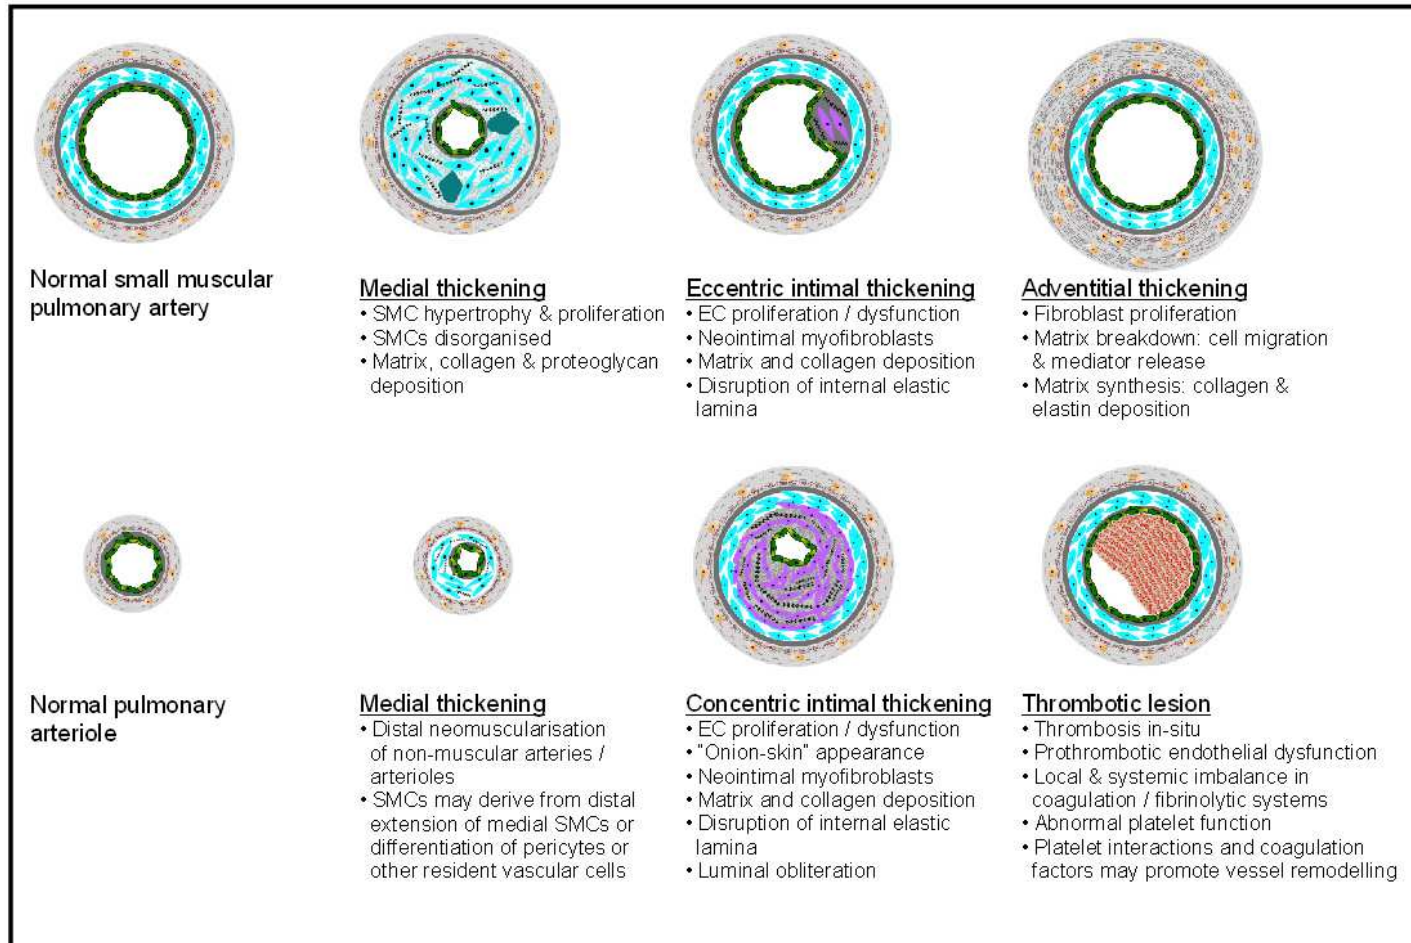 Normal small muscular
pulmonary artery
Medial thickening
• SMC hypertrophy & proliferation
• SMCs disorganised
• Matrix, collagen & proteoglycan
deposition
Eccentric intimal thickening
• EC proliferation / dysfunction
• Neointimal myofibroblasts
• Matrix and collagen deposition
• Disruption of internal elastic
lamina
Adventitial thickening
• Fibroblast proliferation
• Matrix breakdown: cell migration
& mediator release
• Matrix synthesis: collagen &
elastin deposition
Normal pulmonary
arteriole
Medial thickening
• Distal neomuscularisation
of non-muscular arteries /
arterioles
• SMCs may derive from distal
extension of medial SMCs or
differentiation of pericytes or
other resident vascular cells
Concentric intimal thickening
• EC proliferation / dysfunction
• "Onion-skin" appearance
• Neointimal myofibroblasts
• Matrix and collagen deposition
• Disruption of internal elastic
lamina
• Luminal obliteration
Thrombotic lesion
• Thrombosis in-situ
• Prothrombotic endothelial dysfunction
• Local & systemic imbalance in
coagulation / fibrinolytic systems
• Abnormal platelet function
• Platelet interactions and coagulation
factors may promote vessel remodelling